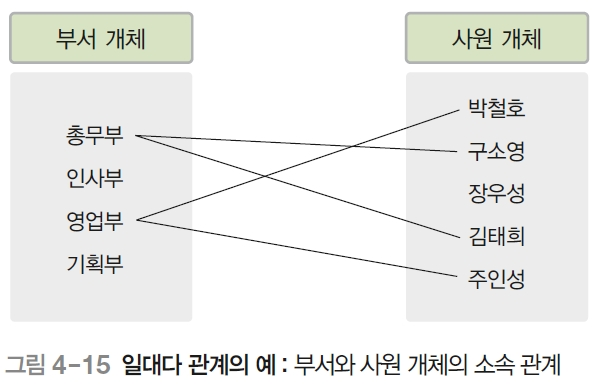 부서 개체
사원 개체
총무부
인사부
영업부
기획부
박철호
구소영
장우성
김태희
주인성
그림 4-15 일대다 관계의 예 : 부서와 사원 개체의 소속 관계